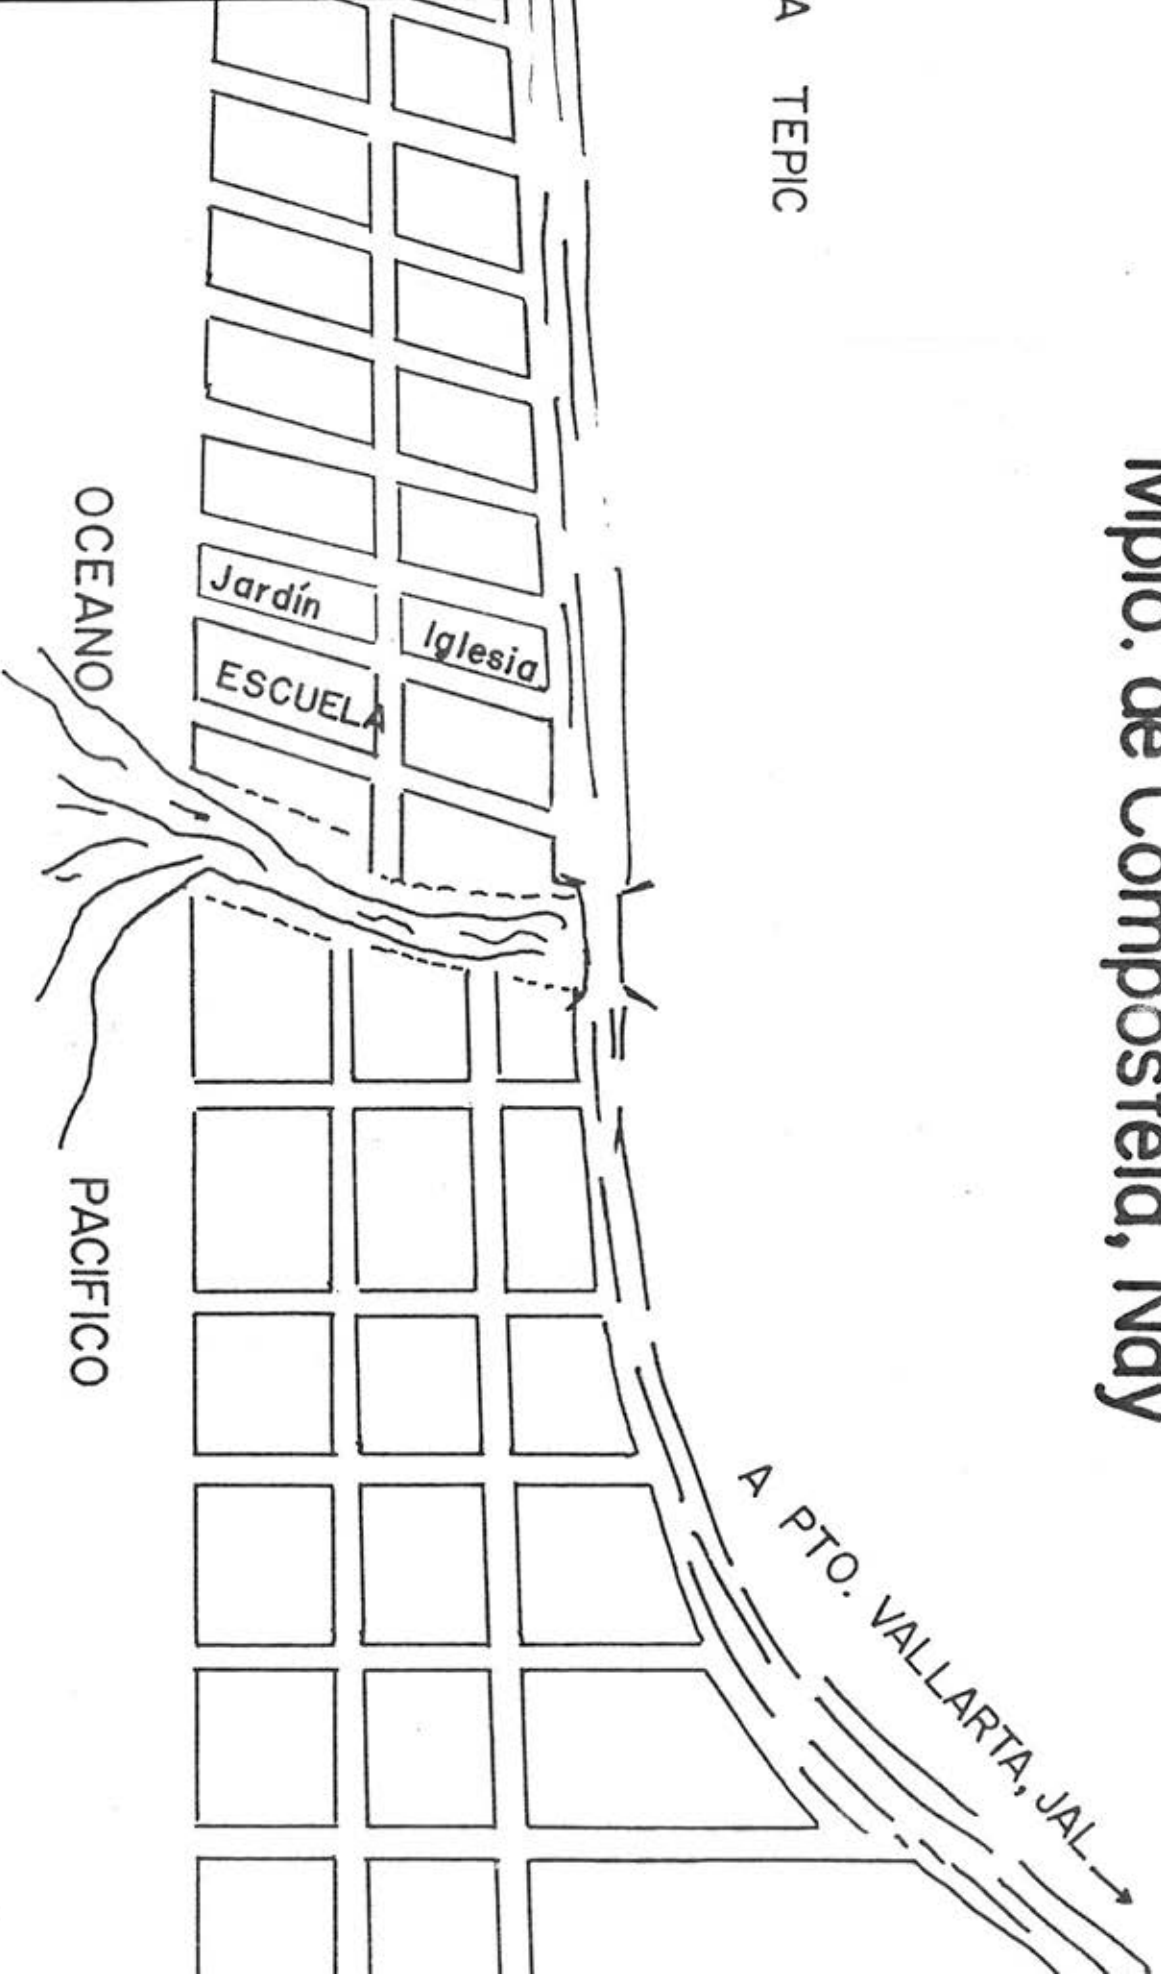 Mpio. de Compostela, Nay
A TEPIC
A PTO. VALLARTA, JAL
Iglesia
Jardín
ESCUELA
OCEANO PACIFICO